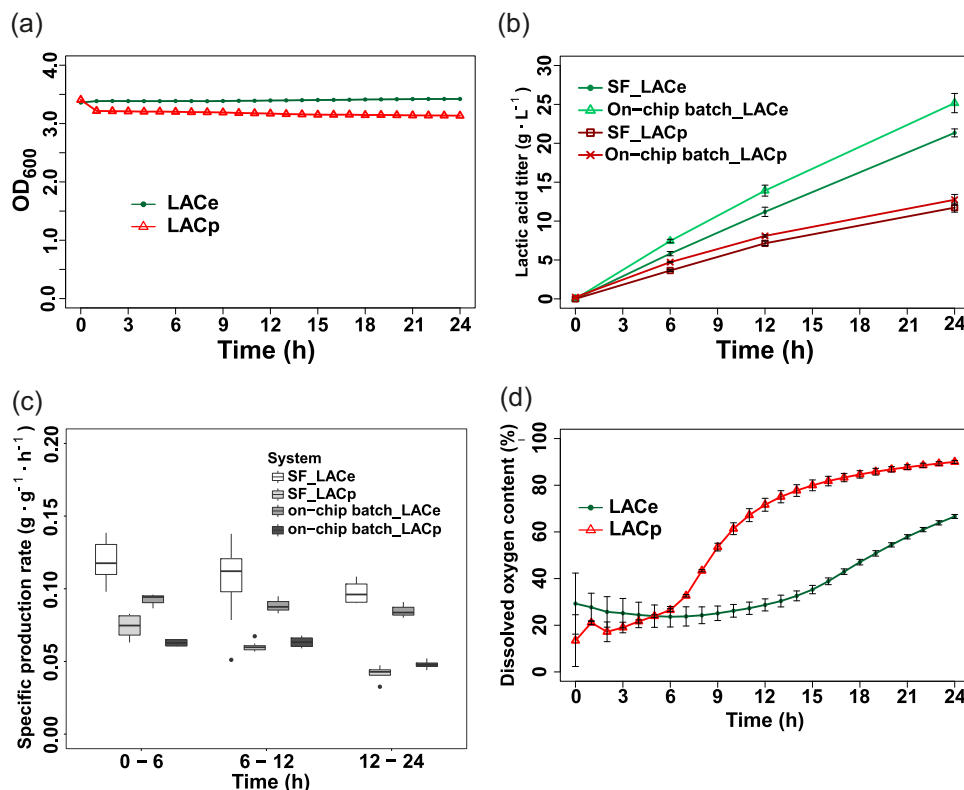 (a)
4.0
3.0
2.0
1.0
0.0
OD600
LACe
LACp
0 3 6 9 12 15 18 21 24
Time (h)
(b)
30
25
20
15
10
5
0
Lactic acid titer (g · L−1)
SF_LACe
On−chip batch_LACe
SF_LACp
On−chip batch_LACp
0 3 6 9 12 15 18 21 24
Time (h)
(c)
0.20
0.15
0.10
0.05
0.00
Specific production rate (g · g−1 · h−1)
System
SF_LACe
SF_LACp
on−chip batch_LACe
on−chip batch_LACp
0 − 6 6 − 12 12 − 24
Time (h)
(d)
100
80
60
40
20
0
Dissolved oxygen content (%)
LACe
LACp
0 3 6 9 12 15 18 21 24
Time (h)